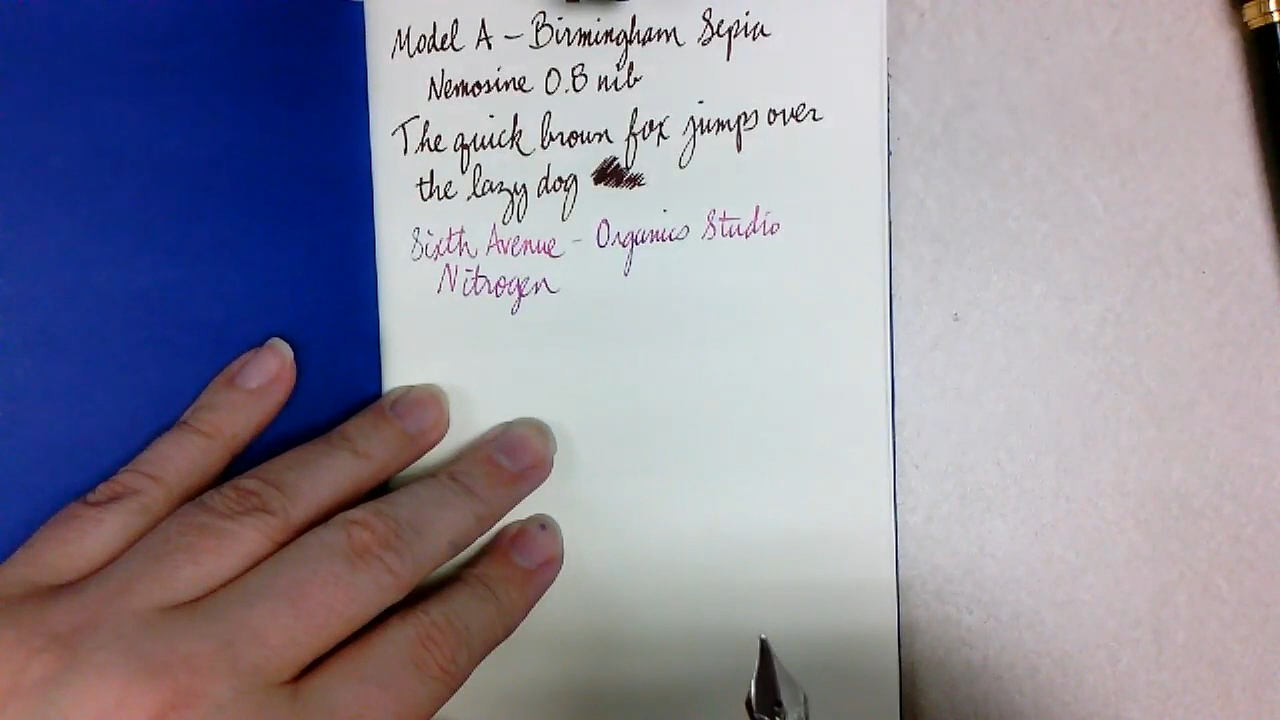 Model A - Birmingham Sepia
Nemosine 0.8 nib
The quick brown fox jumps over
the lazy dog
Sixth Avenue - Organics Studio
Nitrogen